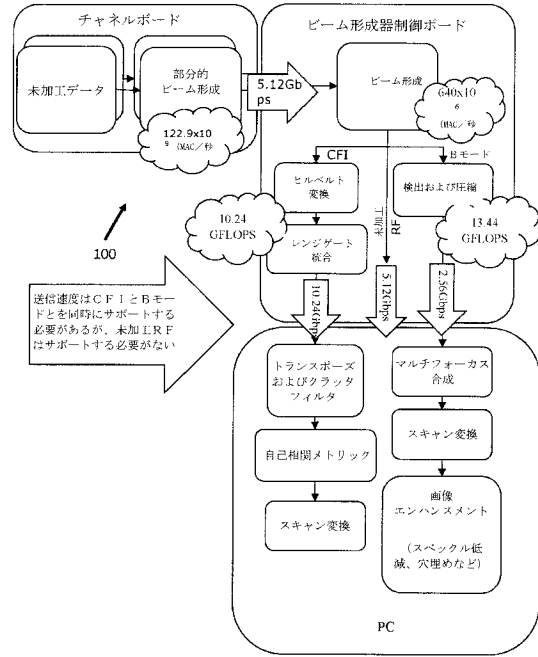 チャネルボード
未加工データ
部分的
ビーム形成
122.9x10
9 (MAC/秒
5.12Gb
ps
ビーム形成器制御ボード
ビーム形成
640x10
6
(MAC/秒
CFI
Bモード
ヒルベルト
変換
レンジゲート
統合
10.24
GFLOPS
未加工
RF
検出および圧縮
13.44
GFLOPS
100
送信速度はCFIとBモー
ドとを同時にサポートする
必要があるが、未加工RF
はサポートする必要がない
10.24Gbps
5.12Gbps
2.56Gbps
トランスポーズ
およびクラッタ
フィルタ
自己相関メトリック
スキャン変換
マルチフォーカス
合成
スキャン変換
画像
エンハンスメント
(スペックル低
減、穴埋めなど)
PC